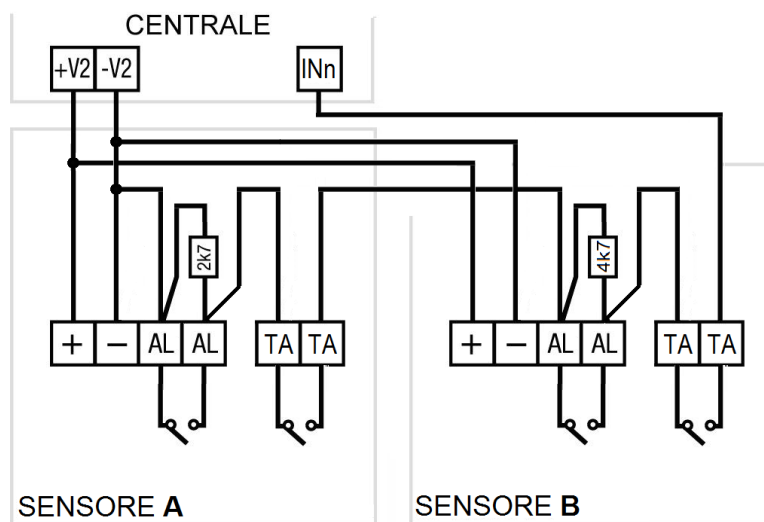 CENTRALE
+V2 -V2 INn
2k7 4k7
+ − AL AL TA TA + − AL AL TA TA
SENSORE A SENSORE B